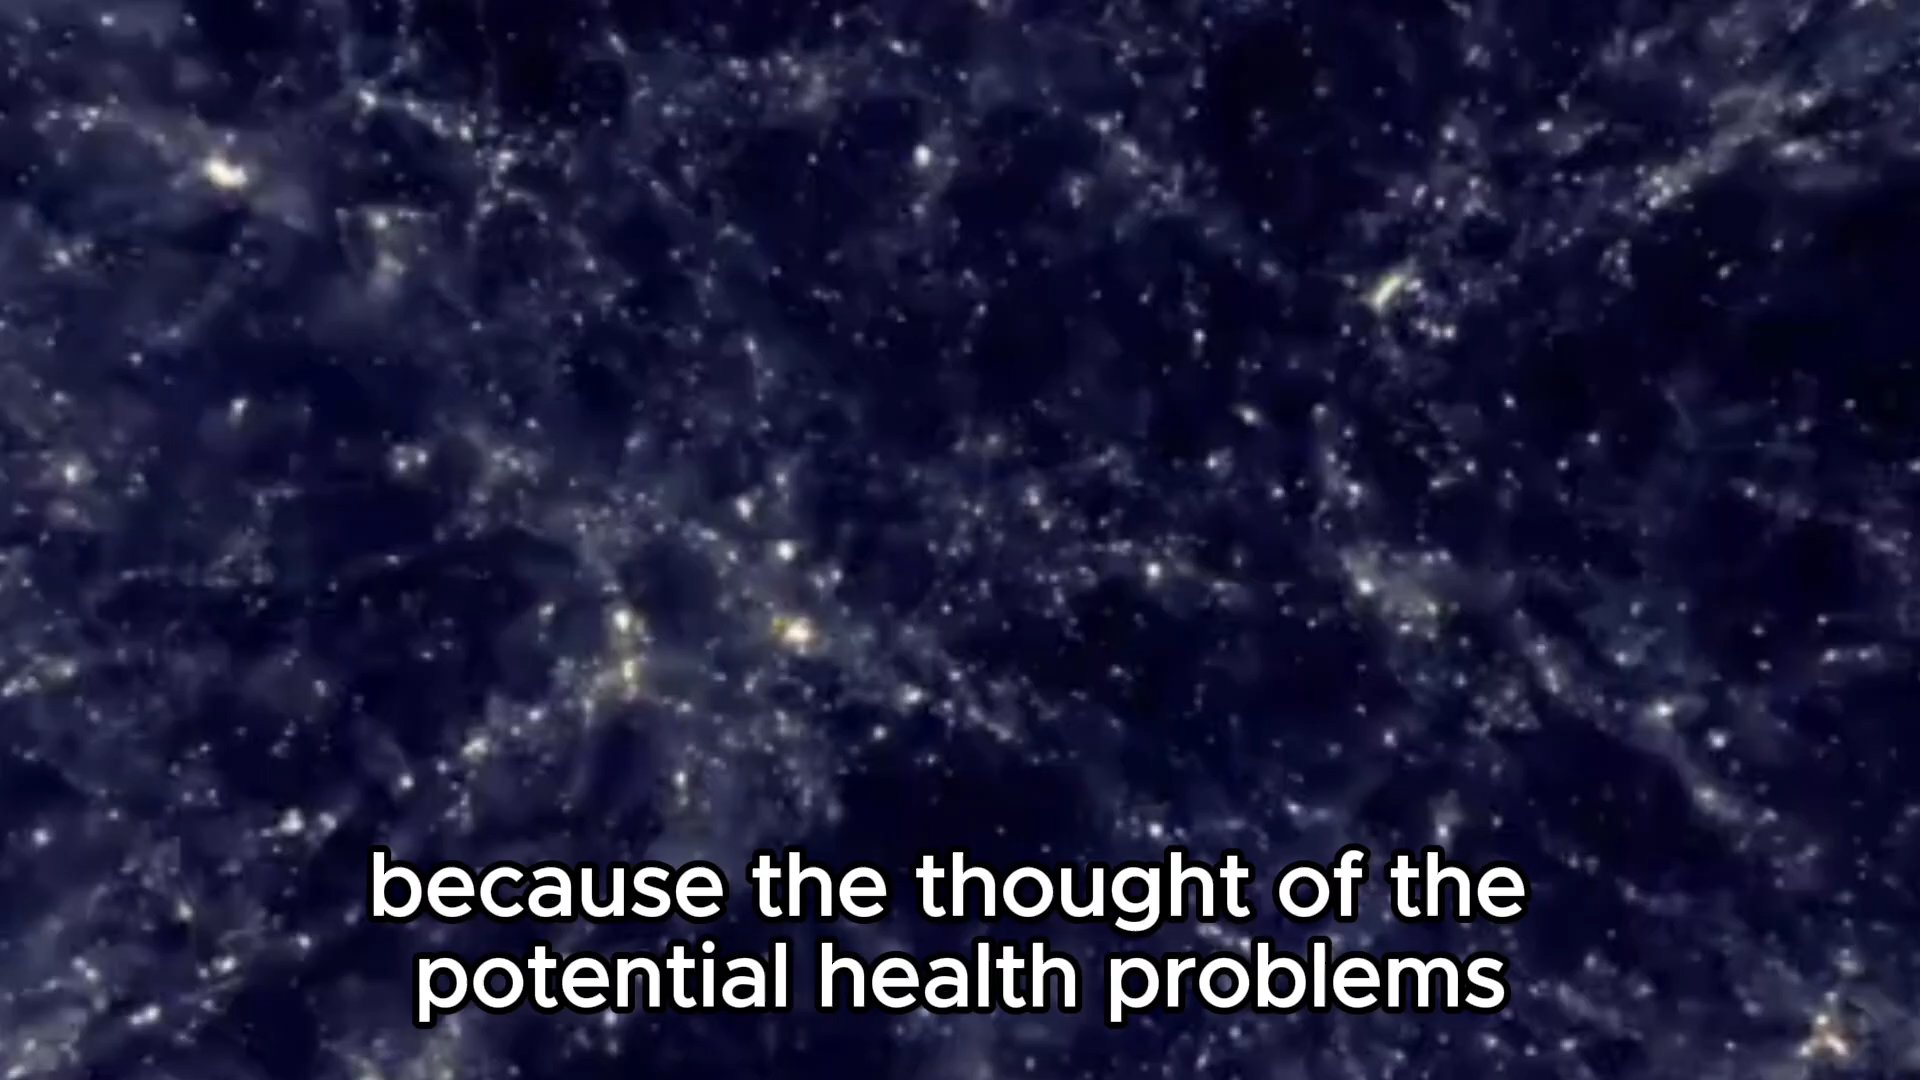 because the thought of the
potential health problems